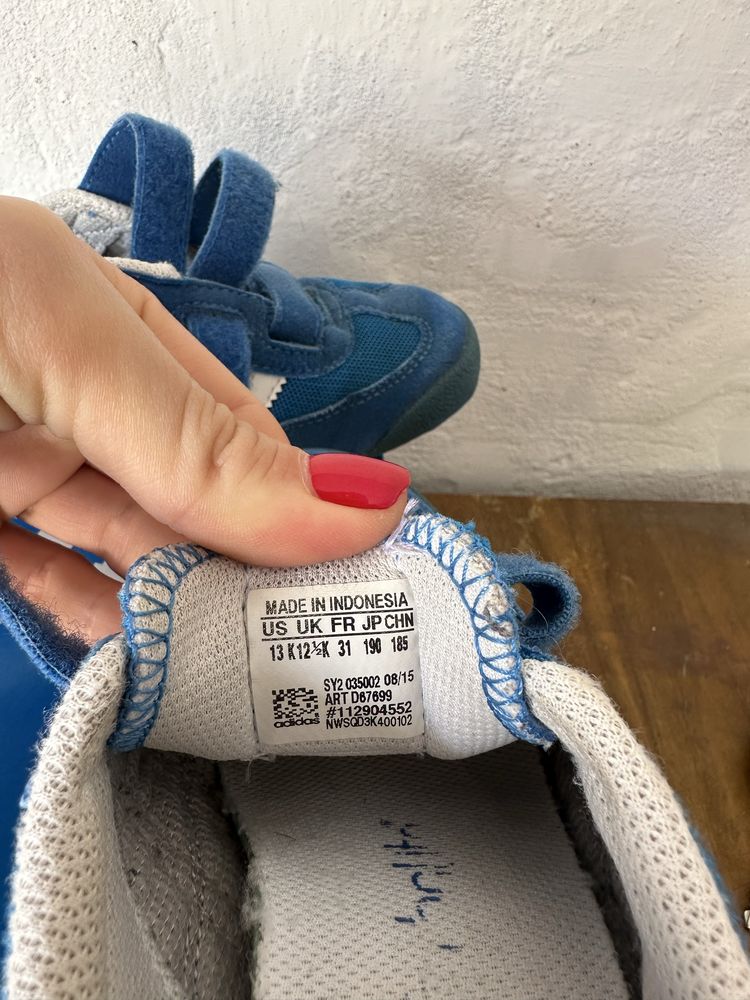 MADE IN INDONESIA
US UK FR JP CHN
13 K 12½K 31 190 185
SY2 035002 08/15
ART D67699
#112904552
adidas NWSQD3K400102